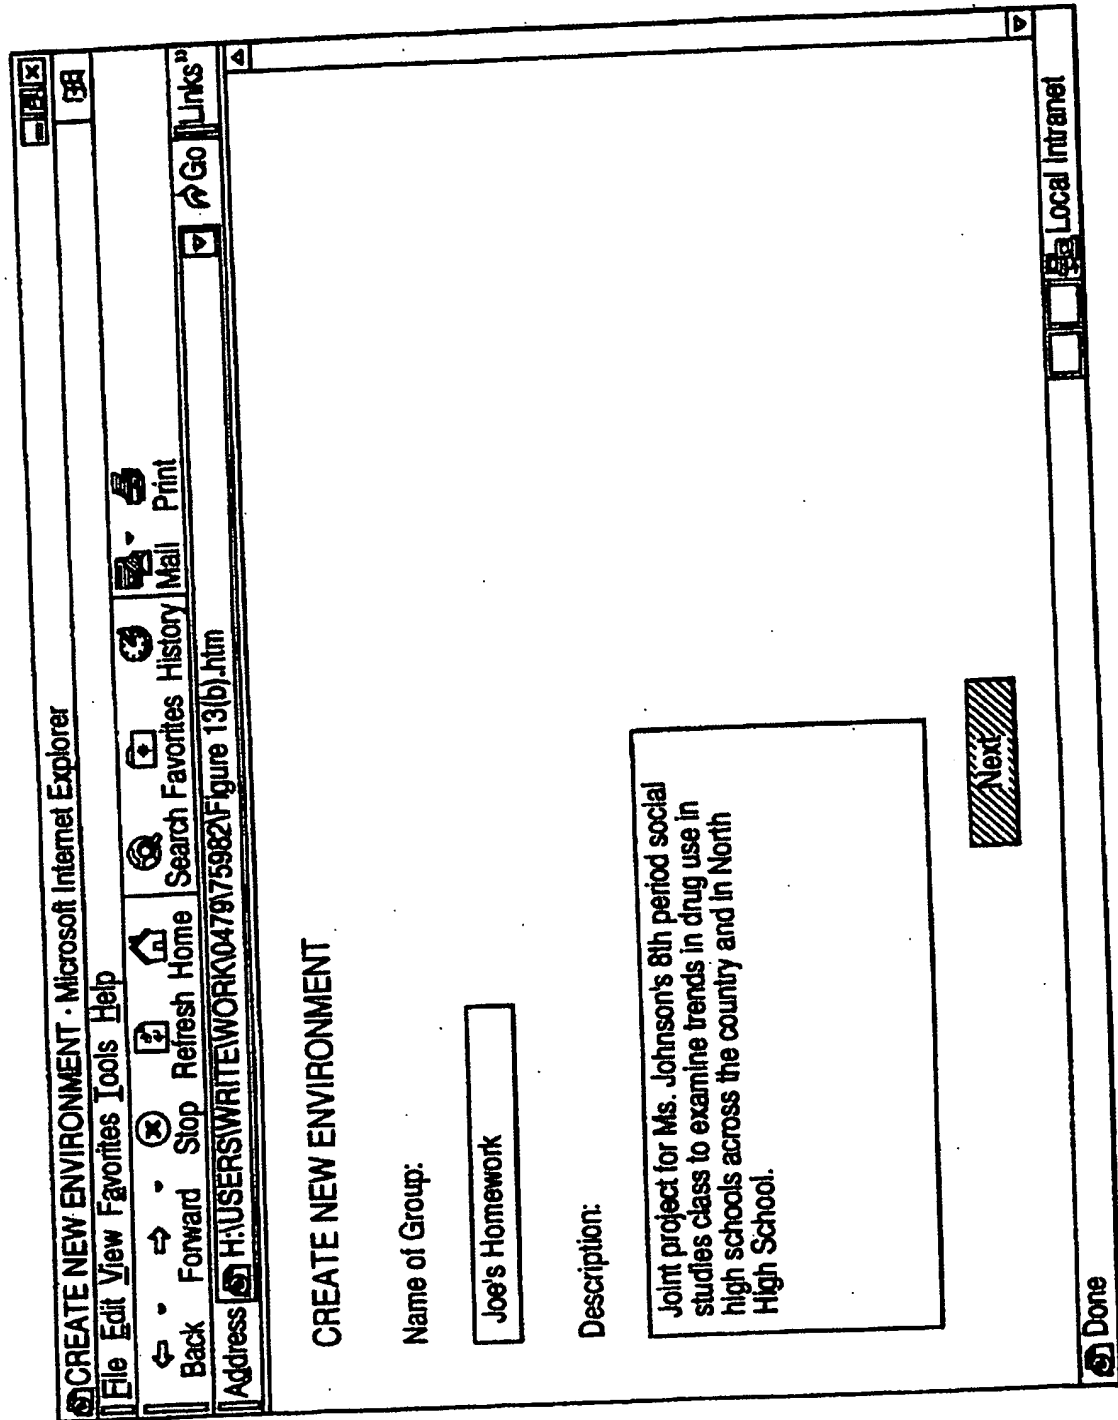 CREATE NEW ENVIRONMENT - Microsoft Internet Explorer
File Edit View Favorites Tools Help
Back Forward Stop Refresh Home Search Favorites History Mail Print
Address H:\USERS\WRITE\WORK\0479\75982\Figure 13(b).htm Go Links »
CREATE NEW ENVIRONMENT
Name of Group:
Joe's Homework
Description:
Joint project for Ms. Johnson's 8th period social
studies class to examine trends in drug use in
high schools across the country and in North
High School.
Next
Done Local intranet